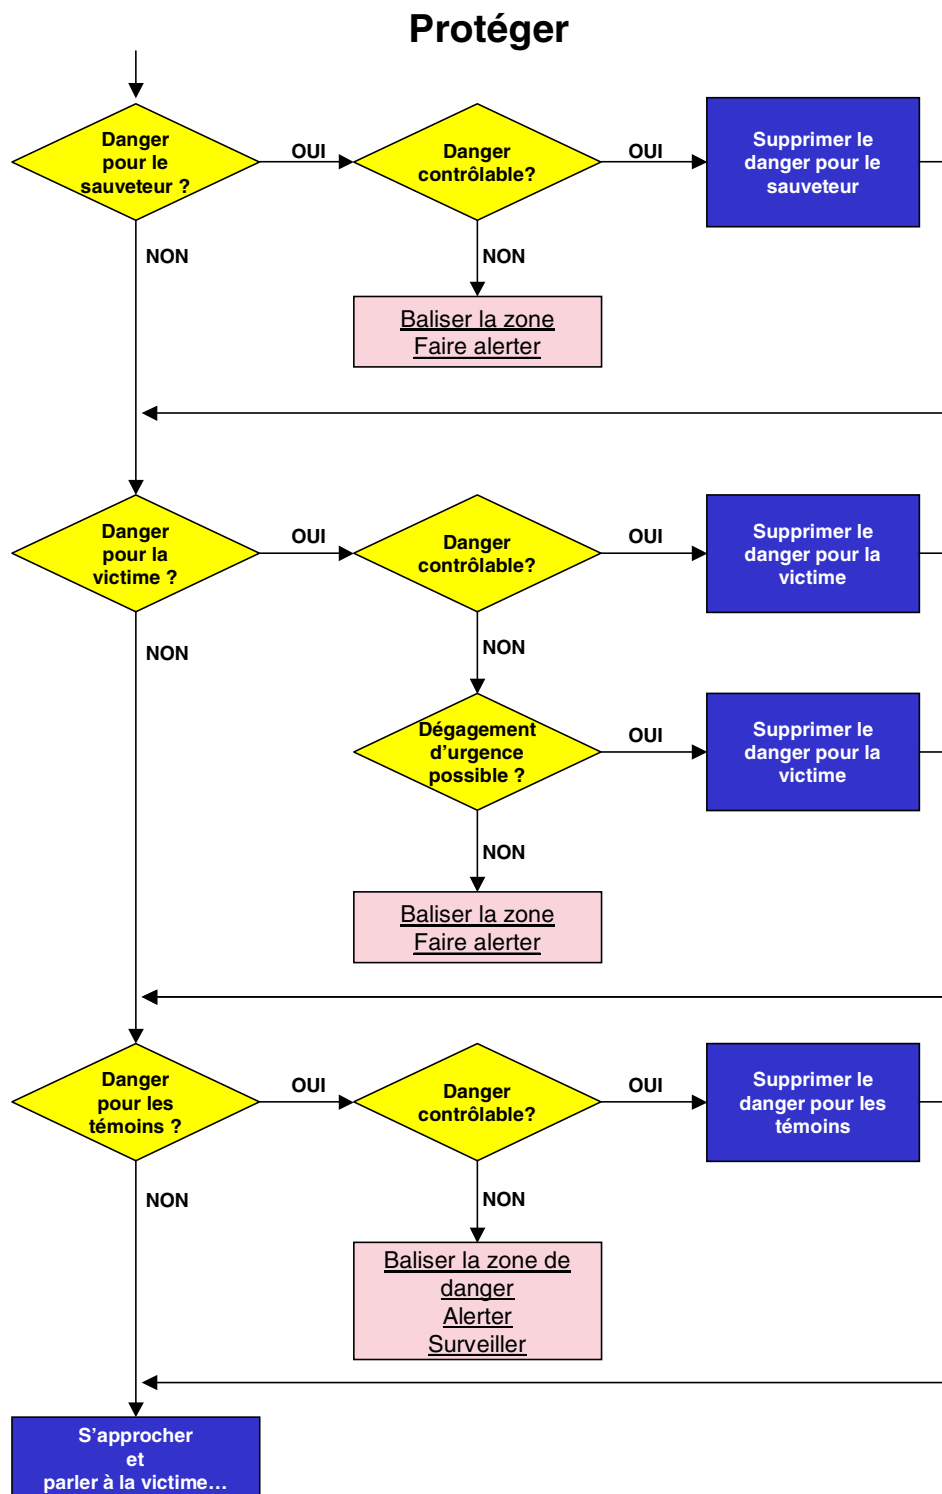 Protéger
Danger
pour le
sauveteur ?
OUI
Danger
contrôlable?
OUI
Supprimer le
danger pour le
sauveteur
NON
NON
Baliser la zone
Faire alerter
Danger
pour la
victime ?
OUI
Danger
contrôlable?
OUI
Supprimer le
danger pour la
victime
NON
NON
Dégagement
d’urgence
possible ?
OUI
Supprimer le
danger pour la
victime
NON
Baliser la zone
Faire alerter
Danger
pour les
témoins ?
OUI
Danger
contrôlable?
OUI
Supprimer le
danger pour les
témoins
NON
NON
Baliser la zone de
danger
Alerter
Surveiller
S’approcher
et
parler à la victime…